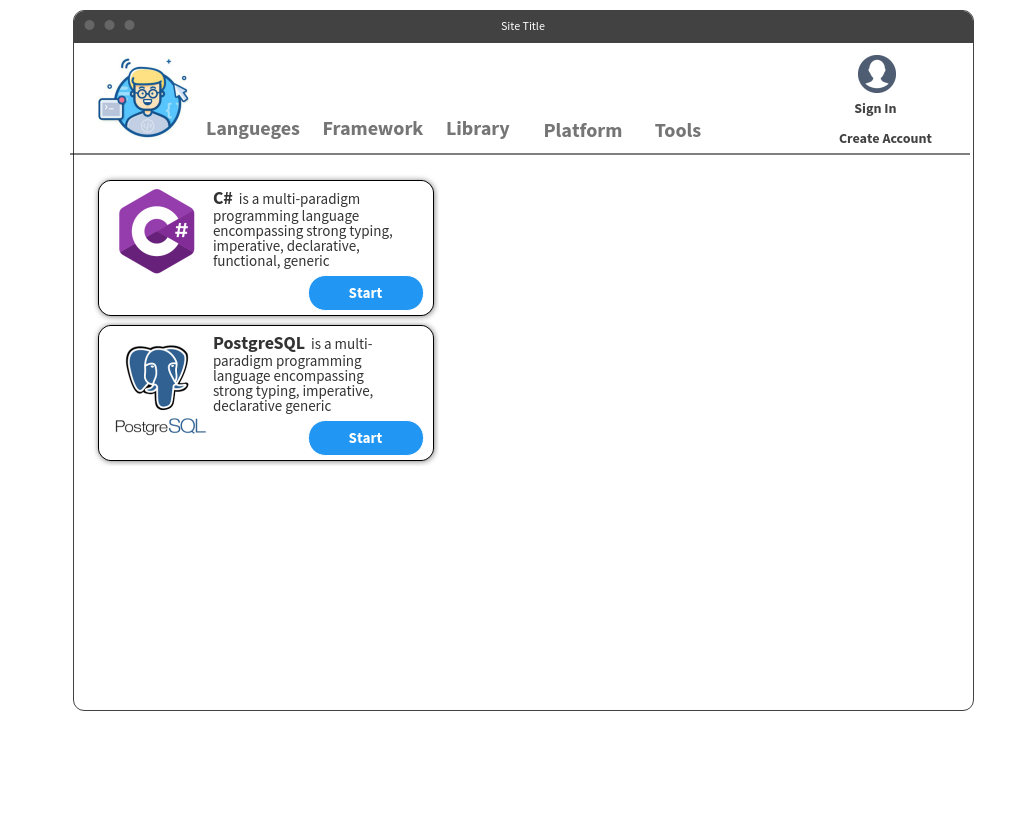 Site Title
Langueges Framework Library Platform Tools
Sign In
Create Account
C# is a multi-paradigm
programming language
encompassing strong typing,
imperative, declarative,
functional, generic
C#
Start
PostgreSQL is a multi-
paradigm programming
language encompassing
strong typing, imperative,
declarative generic
PostgreSQL
Start